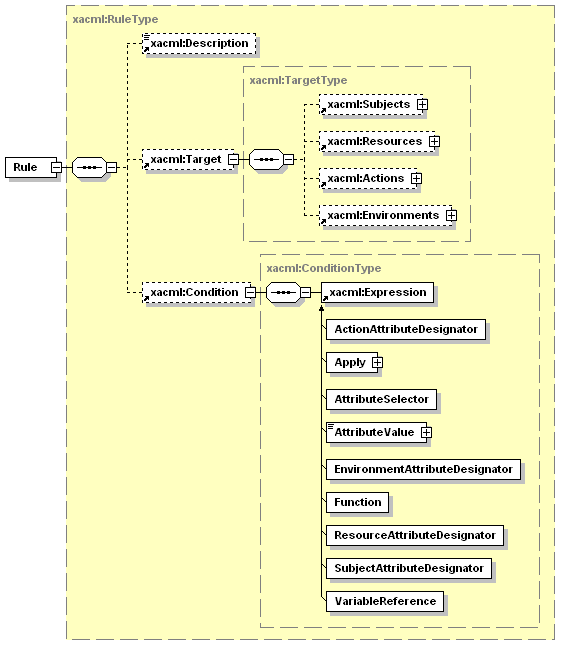 xacml:RuleType
xacml:Description
xacml:TargetType
xacml:Subjects
xacml:Resources
Rule
xacml:Target
xacml:Actions
xacml:Environments
xacml:ConditionType
xacml:Condition
xacml:Expression
ActionAttributeDesignator
Apply
AttributeSelector
AttributeValue
EnvironmentAttributeDesignator
Function
ResourceAttributeDesignator
SubjectAttributeDesignator
VariableReference